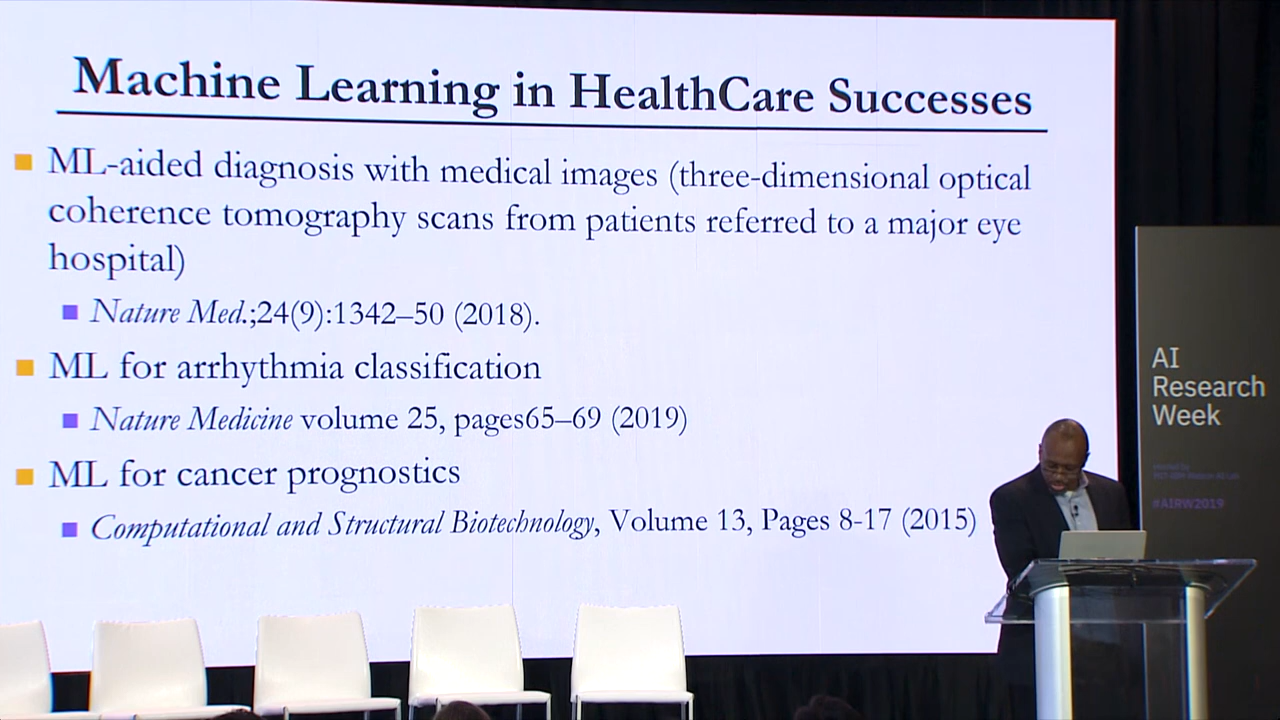 Machine Learning in HealthCare Successes
ML-aided diagnosis with medical images (three-dimensional optical
coherence tomography scans from patients referred to a major eye
hospital)
Nature Med.;24(9):1342–50 (2018).
ML for arrhythmia classification
Nature Medicine volume 25, pages65–69 (2019)
ML for cancer prognostics
Computational and Structural Biotechnology, Volume 13, Pages 8-17 (2015)
AI
Research
Week
#AIRW2019